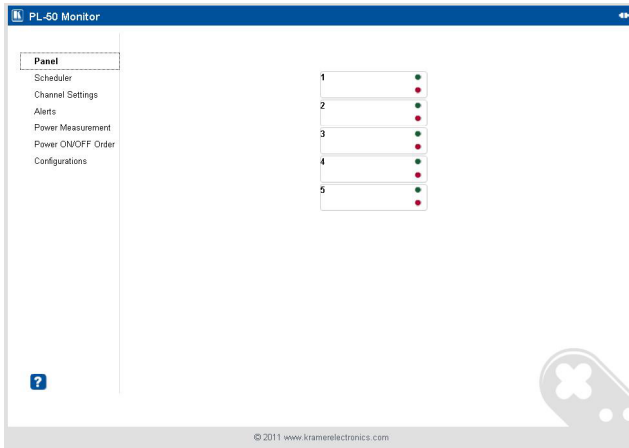 PL-50 Monitor
Panel
Scheduler
Channel Settings
Alerts
Power Measurement
Power ON/OFF Order
Configurations
1
2
3
4
5
?
© 2011 www.kramerelectronics.com